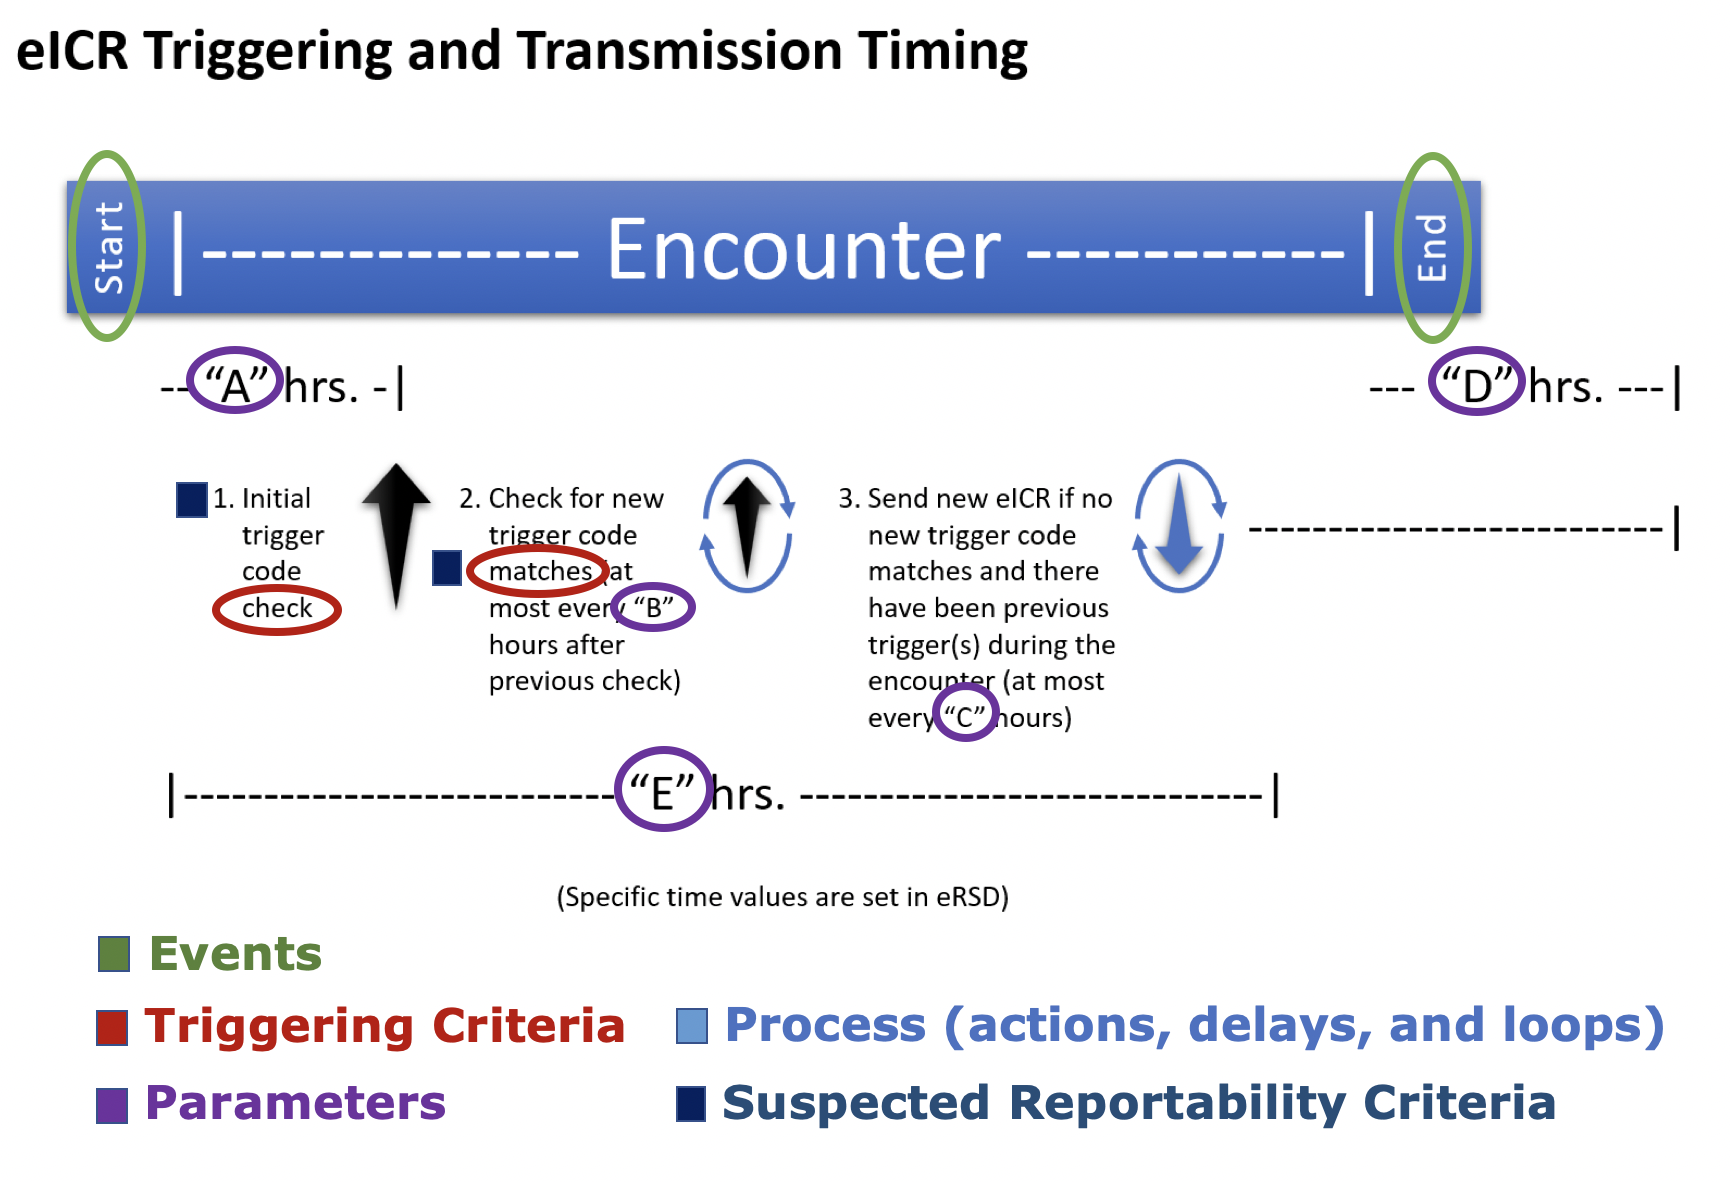 eICR Triggering and Transmission Timing
Start
|------------- Encounter -----------|
End
-- “A” hrs. -|
--- “D” hrs. ---|
1. Initial
trigger
code
check
2. Check for new
trigger code
matches (at
most every “B”
hours after
previous check)
3. Send new eICR if no
new trigger code
matches and there
have been previous
trigger(s) during the
encounter (at most
every “C” hours)
--------------------------|
|---------------------------“E” hrs. -----------------------------|
(Specific time values are set in eRSD)
Events
Triggering Criteria
Process (actions, delays, and loops)
Parameters
Suspected Reportability Criteria